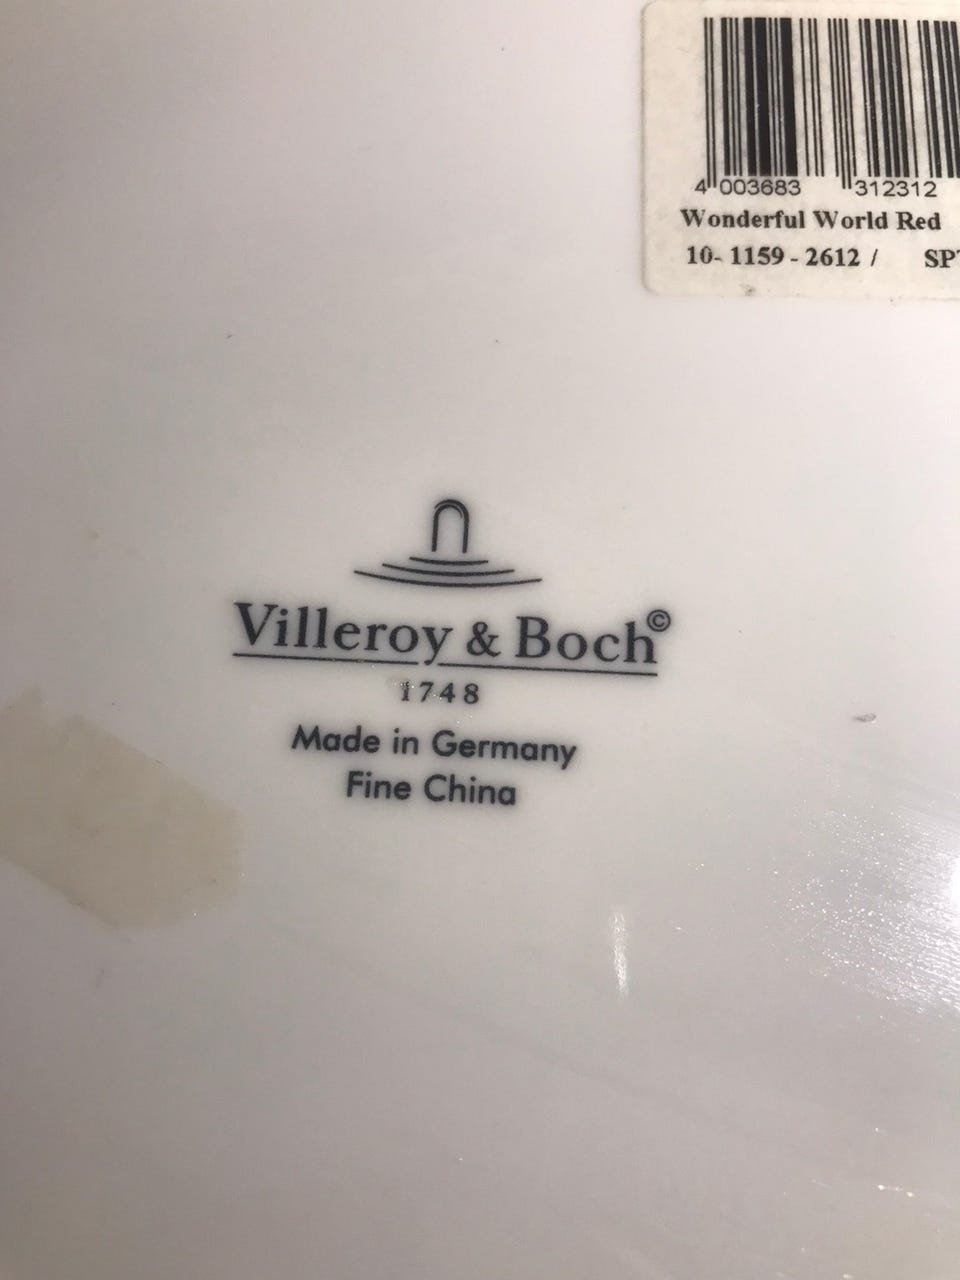 4 003683 312312
Wonderful World Red
10- 1159 - 2612 /
Villeroy & Boch©
1748
Made in Germany
Fine China